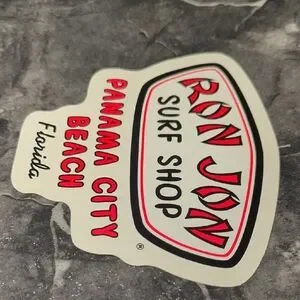 RON JON
SURF SHOP
®
PANAMA CITY
BEACH
Florida